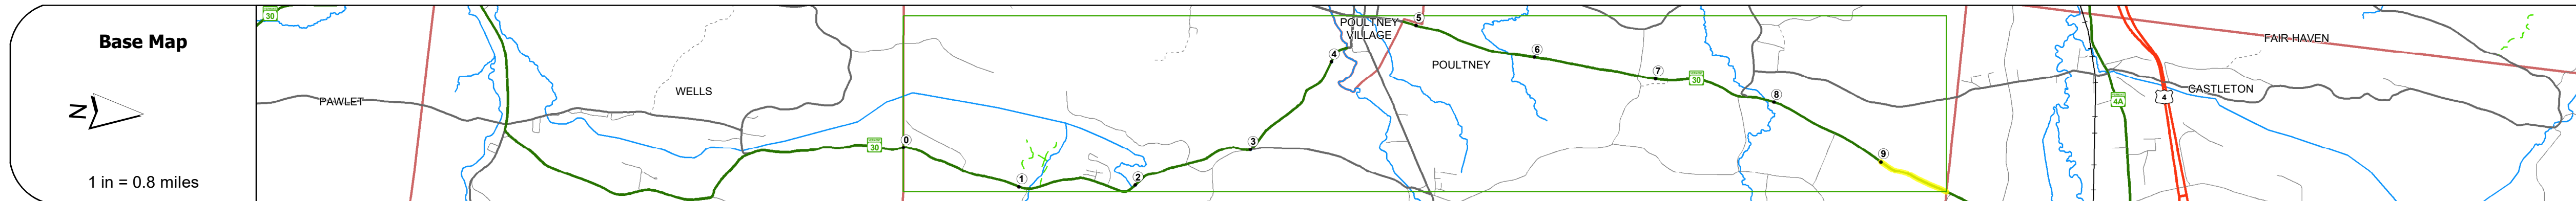 Base Map
N
1 in = 0.8 miles
30
PAWLET
WELLS
30
0
1
2
3
4
POULTNEY
VILLAGE
5
POULTNEY
6
7
30
8
9
4A
4
CASTLETON
FAIR HAVEN